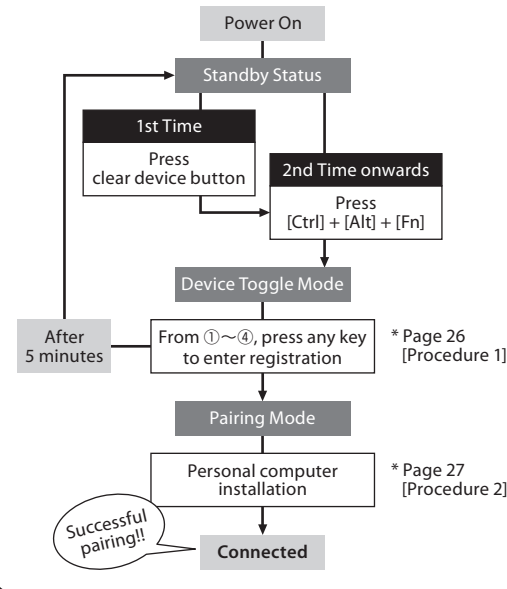 Power On
Standby Status
1st Time
Press
clear device button
2nd Time onwards
Press
[Ctrl] + [Alt] + [Fn]
Device Toggle Mode
After
5 minutes
From ①～④, press any key
to enter registration
* Page 26
[Procedure 1]
Pairing Mode
Personal computer
installation
* Page 27
[Procedure 2]
Successful
pairing!!
Connected